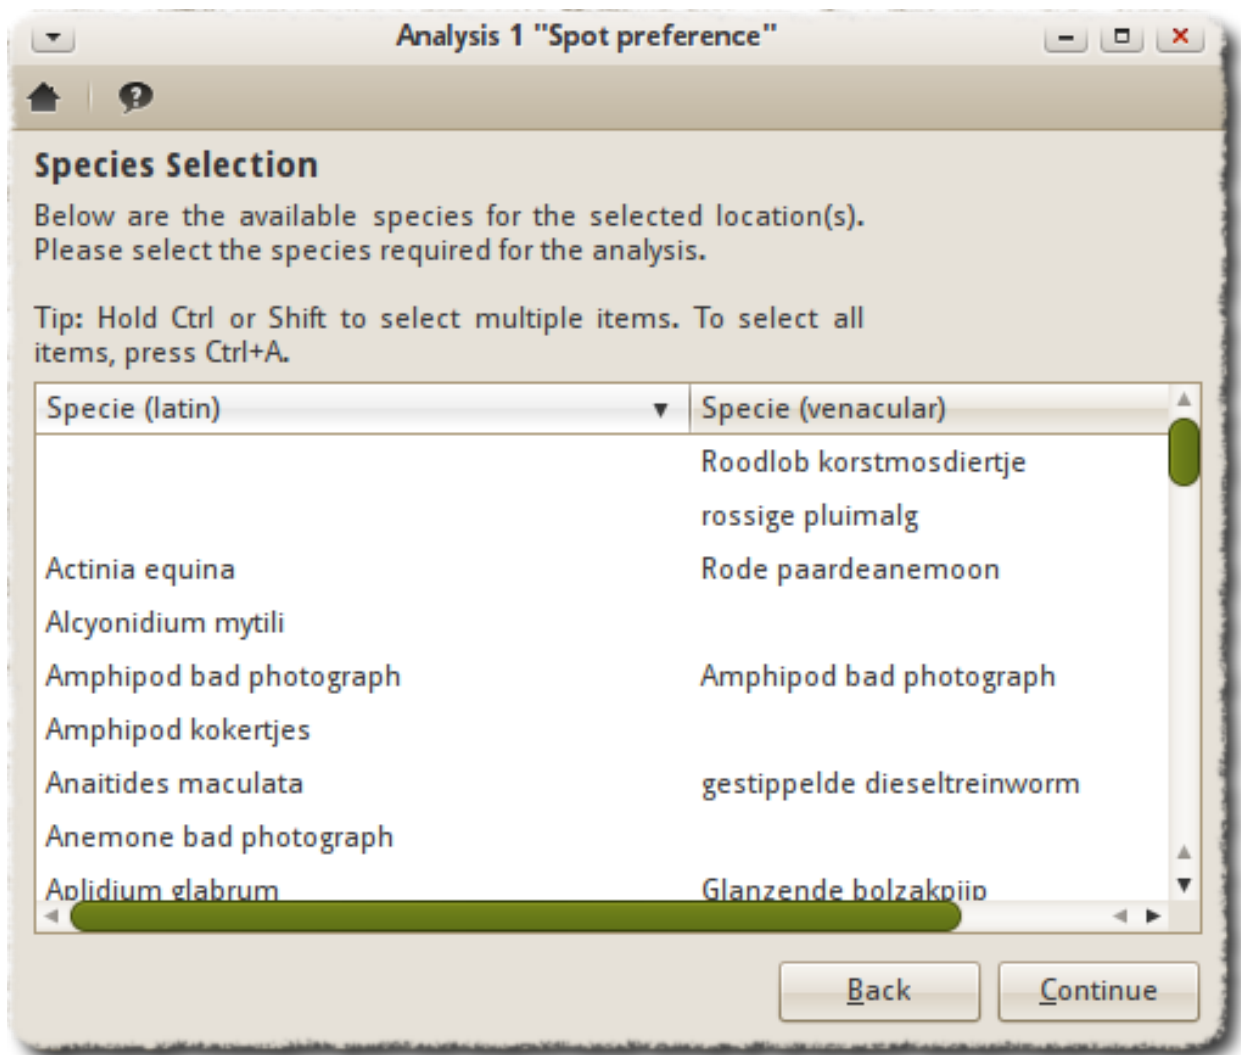 Analysis 1 "Spot preference"
Species Selection
Below are the available species for the selected location(s).
Please select the species required for the analysis.
Tip: Hold Ctrl or Shift to select multiple items. To select all
items, press Ctrl+A.
Specie (latin) Specie (venacular)
Roodlob korstmosdiertje
rossige pluimalg
Actinia equina Rode paardeanemoon
Alcyonidium mytili
Amphipod bad photograph Amphipod bad photograph
Amphipod kokertjes
Anaitides maculata gestippelde dieseltreinworm
Anemone bad photograph
Aplidium glabrum Glanzende bolzakpijp
Back Continue